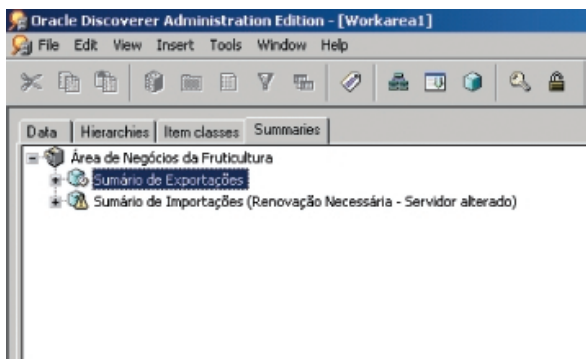 Oracle Discoverer Administration Edition - [Workarea1]
File Edit View Insert Tools Window Help
Data Hierarchies Item classes Summaries
Área de Negócios da Fruticultura
Sumário de Exportações
Sumário de Importações (Renovação Necessária - Servidor alterado)